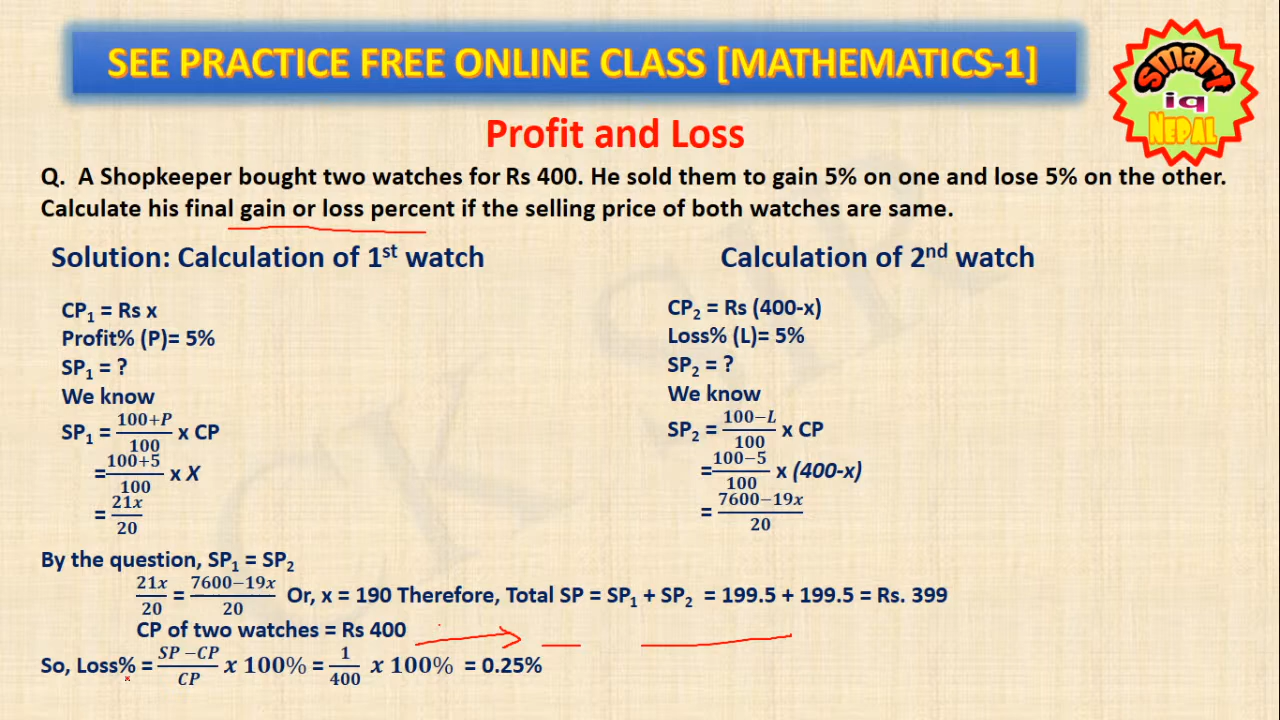 SEE PRACTICE FREE ONLINE CLASS [MATHEMATICS-1]
smart
iq
NEPAL
Profit and Loss
Q. A Shopkeeper bought two watches for Rs 400. He sold them to gain 5% on one and lose 5% on the other.
Calculate his final gain or loss percent if the selling price of both watches are same.
Solution: Calculation of 1st watch
CP₁ = Rs x
Profit% (P)= 5%
SP₁ = ?
We know
SP₁ = (100+P)/100 x CP
=(100+5)/100 x X
= 21x/20
Calculation of 2nd watch
CP₂ = Rs (400-x)
Loss% (L)= 5%
SP₂ = ?
We know
SP₂ = (100−L)/100 x CP
=(100−5)/100 x (400-x)
= (7600−19x)/20
By the question, SP₁ = SP₂
21x/20 = (7600−19x)/20 Or, x = 190 Therefore, Total SP = SP₁ + SP₂ = 199.5 + 199.5 = Rs. 399
CP of two watches = Rs 400
So, Loss% = (SP −CP)/CP x 100% = 1/400 x 100% = 0.25%
CK SIR